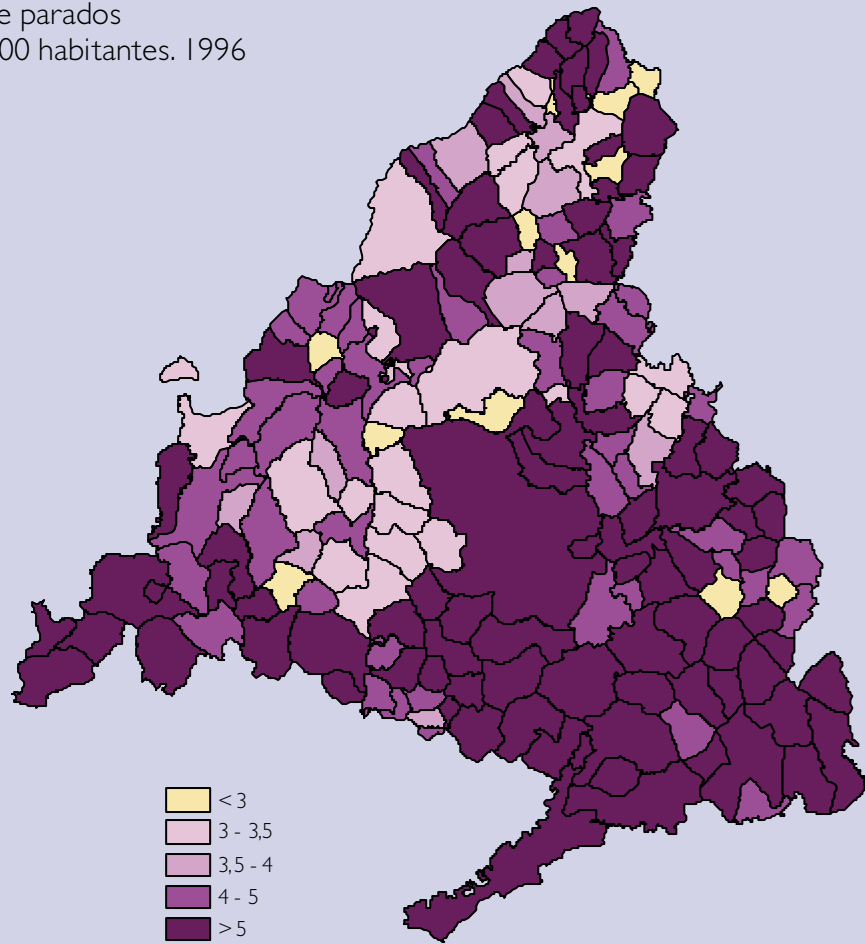 e parados
00 habitantes. 1996
< 3
3 - 3,5
3,5 - 4
4 - 5
> 5